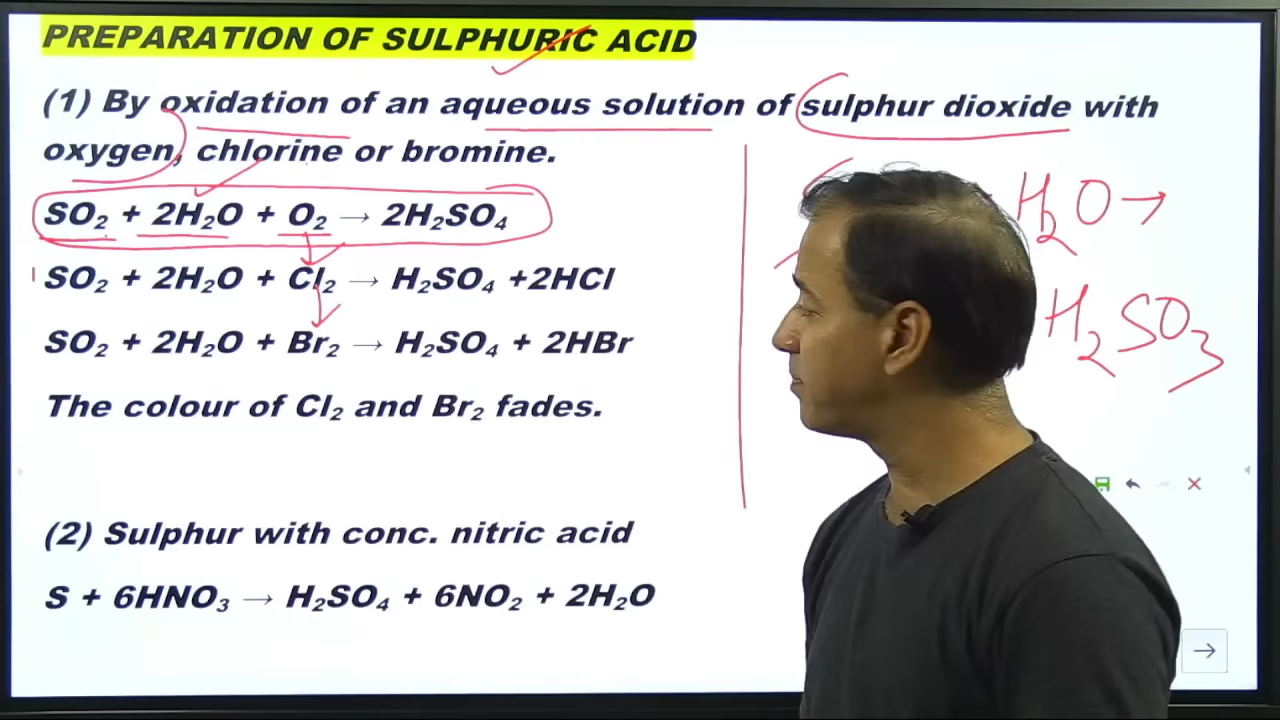 PREPARATION OF SULPHURIC ACID
(1) By oxidation of an aqueous solution of sulphur dioxide with
oxygen, chlorine or bromine.
SO₂ + 2H₂O + O₂ → 2H₂SO₄
SO₂ + 2H₂O + Cl₂ → H₂SO₄ +2HCl
SO₂ + 2H₂O + Br₂ → H₂SO₄ + 2HBr
The colour of Cl₂ and Br₂ fades.
(2) Sulphur with conc. nitric acid
S + 6HNO₃ → H₂SO₄ + 6NO₂ + 2H₂O
H₂O →
H₂SO₃